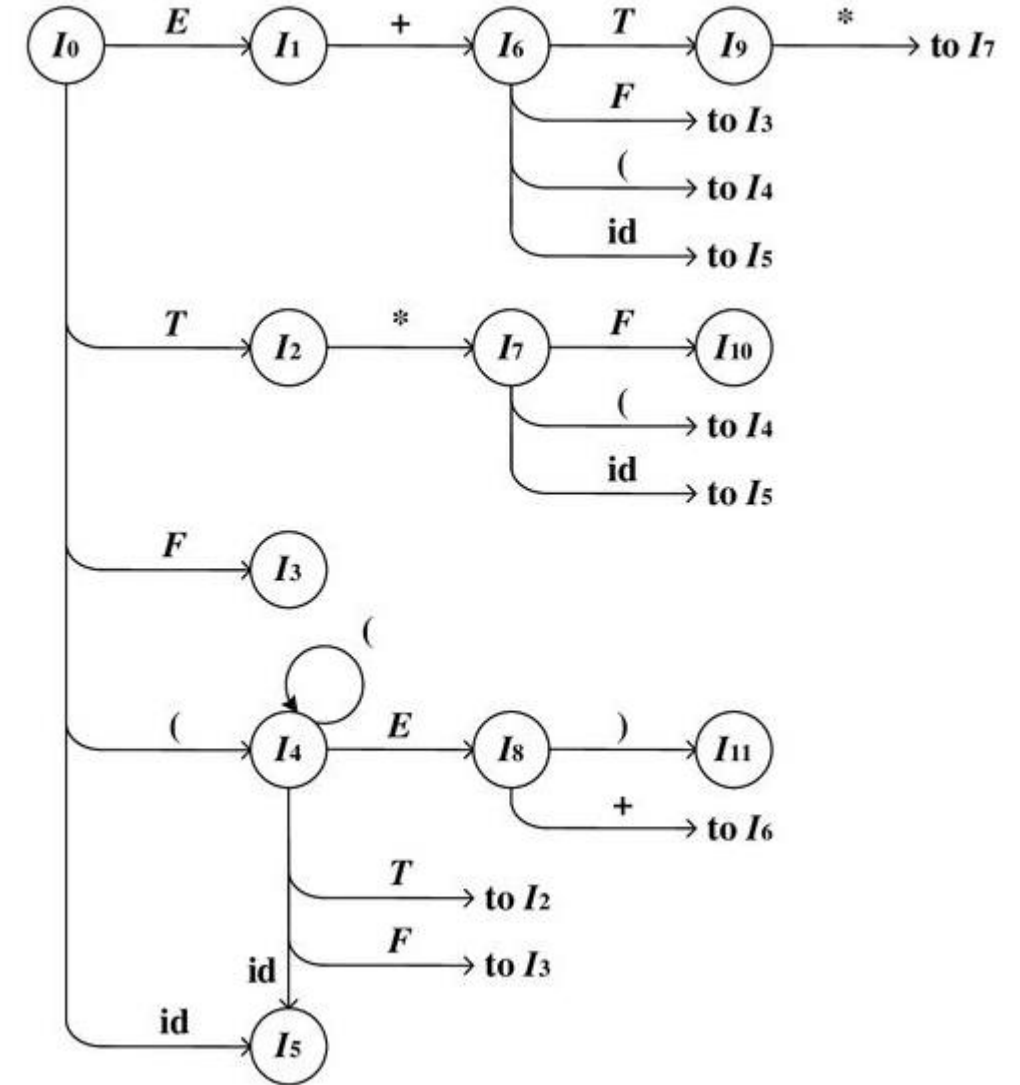 E + T *
I0 I1 I6 I9 to I7
F
to I3
(
to I4
id
to I5
T * F
I2 I7 I10
(
to I4
id
to I5
F
I3
(
( E )
I4 I8 I11
+
to I6
T
to I2
F
to I3
id
id
I5